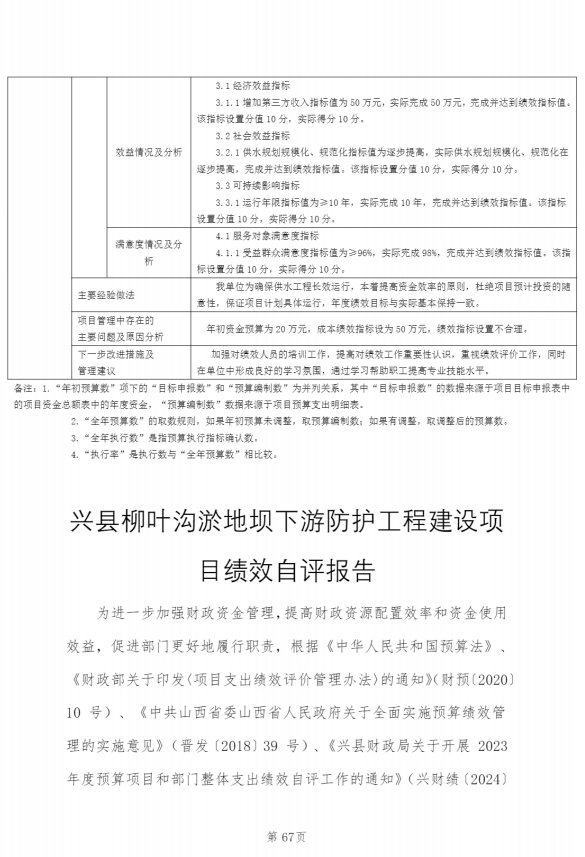 3.1 经济效益指标
3.1.1 增加第三方收入指标值为 50 万元，实际完成 50 万元，完成并达到绩效指标值。
该指标设置分值 10 分，实际得分 10 分。
3.2 社会效益指标
效益情况及分析
3.2.1 供水规划规模化、规范化指标值为逐步提高，实际供水规划规模化、规范化在
逐步提高，完成并达到绩效指标值。该指标设置分值 10 分，实际得分 10 分。
3.3 可持续影响指标
3.3.1 运行年限指标值为≥10 年，实际完成 10 年，完成并达到绩效指标值。该指标
设置分值 10 分，实际得分 10 分。
满意度情况及分
析
4.1 服务对象满意度指标
4.1.1 受益群众满意度指标值为≥96%，实际完成 98%，完成并达到绩效指标值。该指
标设置分值 10 分，实际得分 10 分。
主要经验做法
我单位为确保供水工程长效运行，本着提高资金效率的原则，杜绝项目预计投资的随
意性，保证项目计划具体运行，年度绩效目标与实际基本保持一致。
项目管理中存在的
主要问题及原因分析
年初资金预算为 20 万元，成本绩效指标设为 50 万元，绩效指标设置不合理。
下一步改进措施及
管理建议
加强对绩效人员的培训工作，提高对绩效工作重要性认识，重视绩效评价工作，同时
在单位中形成良好的学习氛围，通过学习帮助职工提高专业技能水平。
备注：1.“年初预算数”项下的“目标申报数”和“预算编制数”为并列关系，其中“目标申报数”的数据来源于项目目标申报表中
的项目资金总额表中的年度资金，“预算编制数”数据来源于项目预算支出明细表。
2.“全年预算数”的取数规则，如果年初预算未调整，取预算编制数；如果有调整，取调整后的预算数。
3.“全年执行数”是指预算执行指标确认数。
4.“执行率”是执行数与“全年预算数”相比较。
兴县柳叶沟淤地坝下游防护工程建设项
目绩效自评报告
为进一步加强财政资金管理，提高财政资源配置效率和资金使用
效益，促进部门更好地履行职责，根据《中华人民共和国预算法》、
《财政部关于印发〈项目支出绩效评价管理办法〉的通知》（财预〔2020〕
10 号）、《中共山西省委山西省人民政府关于全面实施预算绩效管
理的实施意见》（晋发〔2018〕39 号）、《兴县财政局关于开展 2023
年度预算项目和部门整体支出绩效自评工作的通知》（兴财绩〔2024〕
第 67页